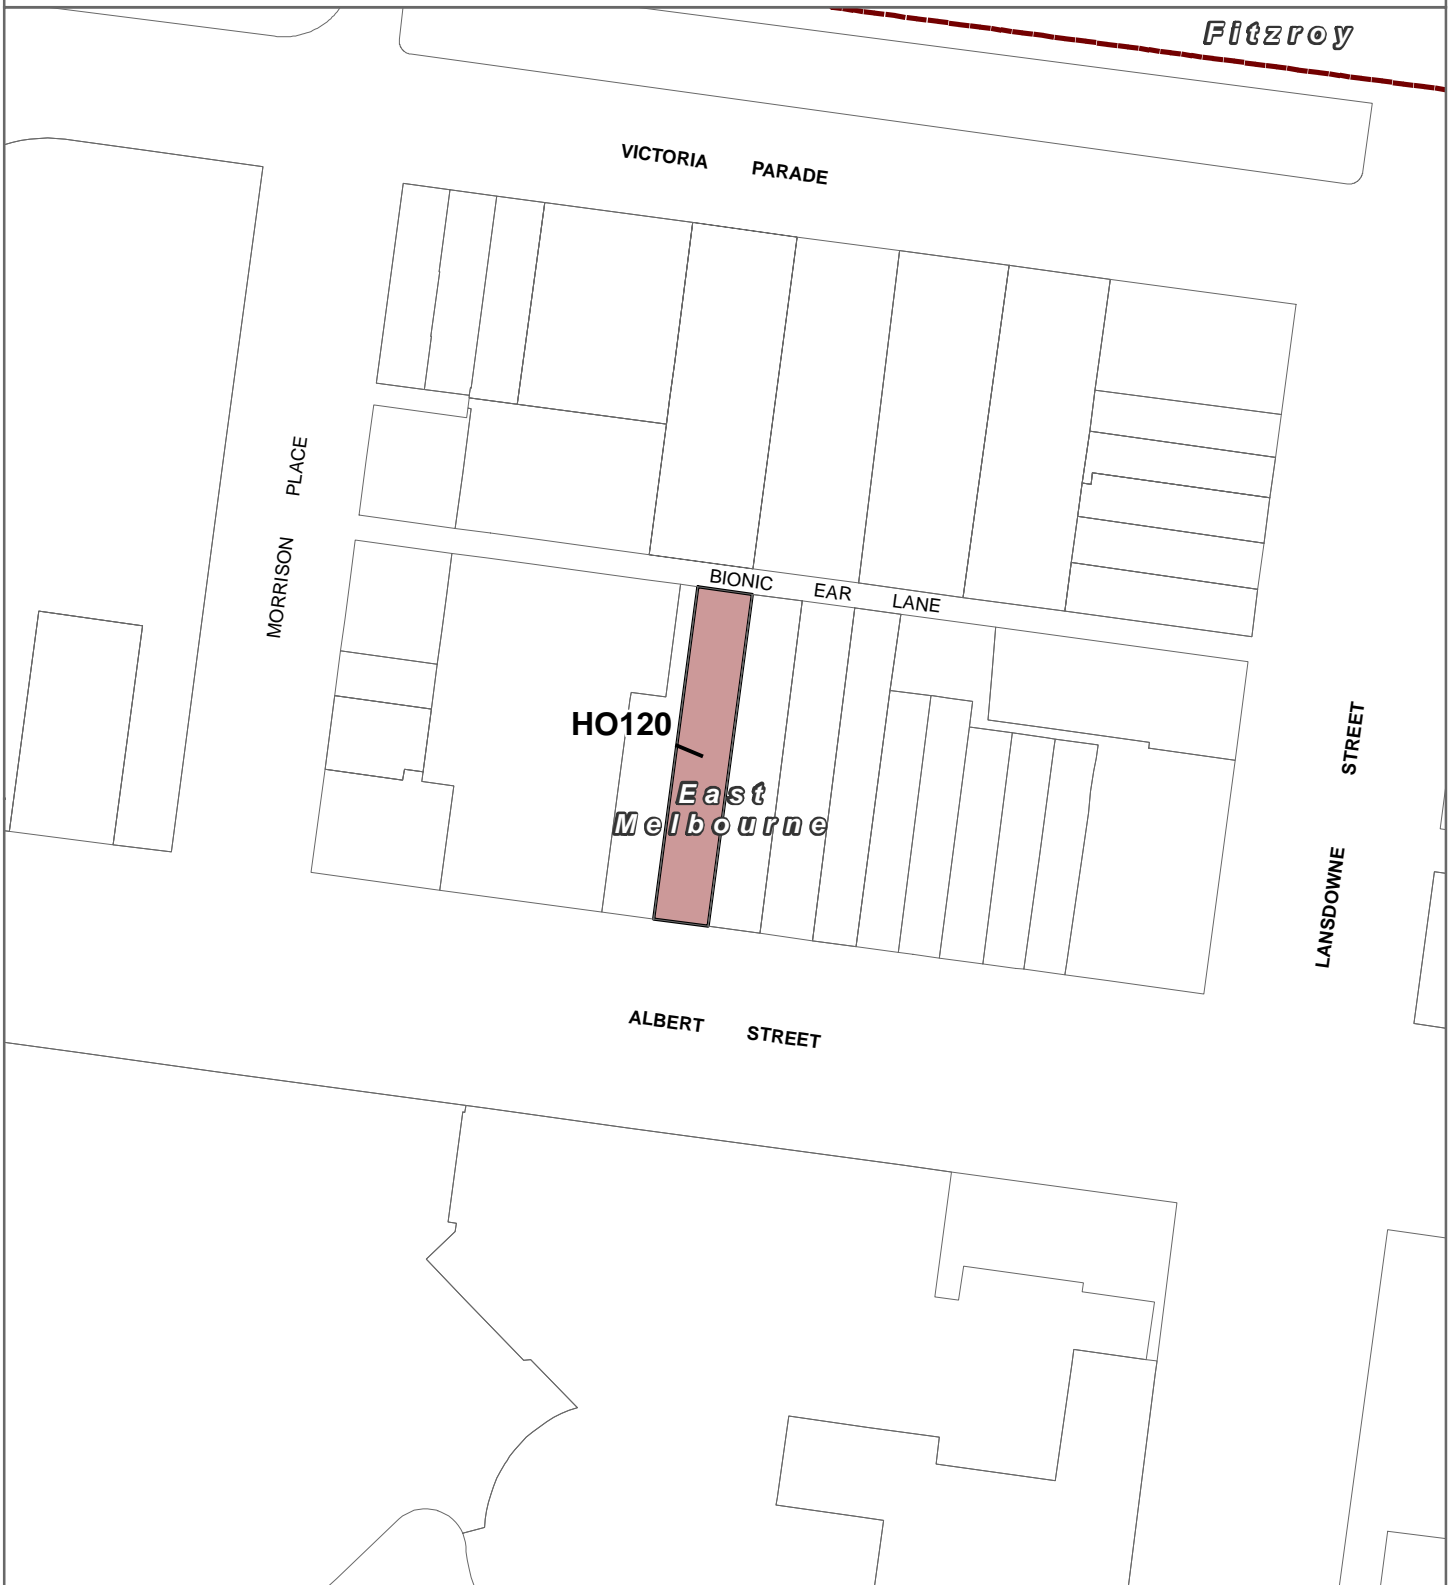 Fitzroy
VICTORIA PARADE
MORRISON PLACE
BIONIC EAR LANE
HO120
East
Melbourne
LANSDOWNE STREET
ALBERT STREET